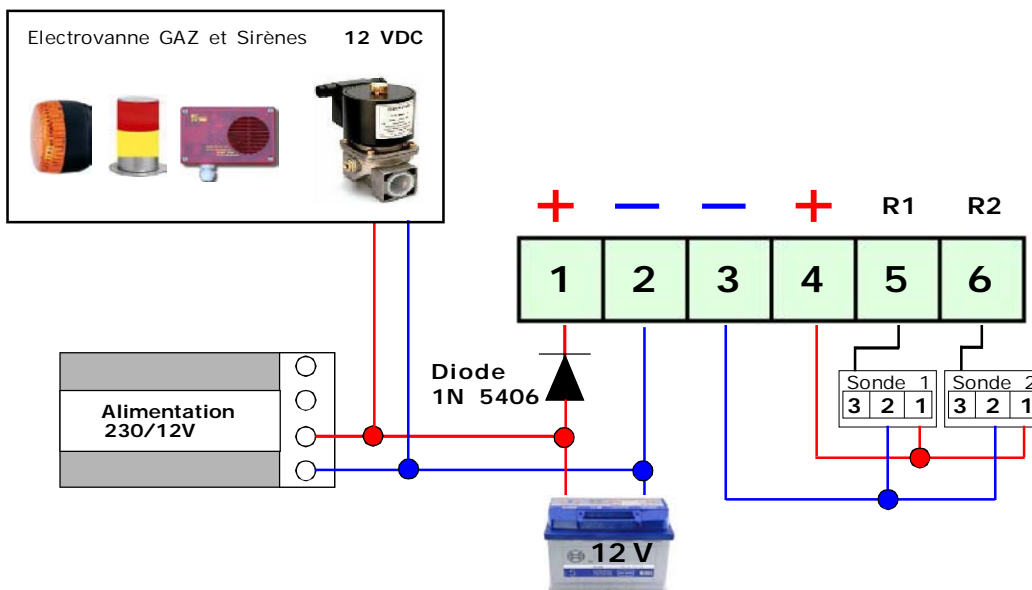 Electrovanne GAZ et Sirènes 12 VDC
+ — — + R1 R2
1 2 3 4 5 6
Diode
1N 5406
Alimentation
230/12V
Sonde 1
3 2 1
Sonde 2
3 2 1
12 V